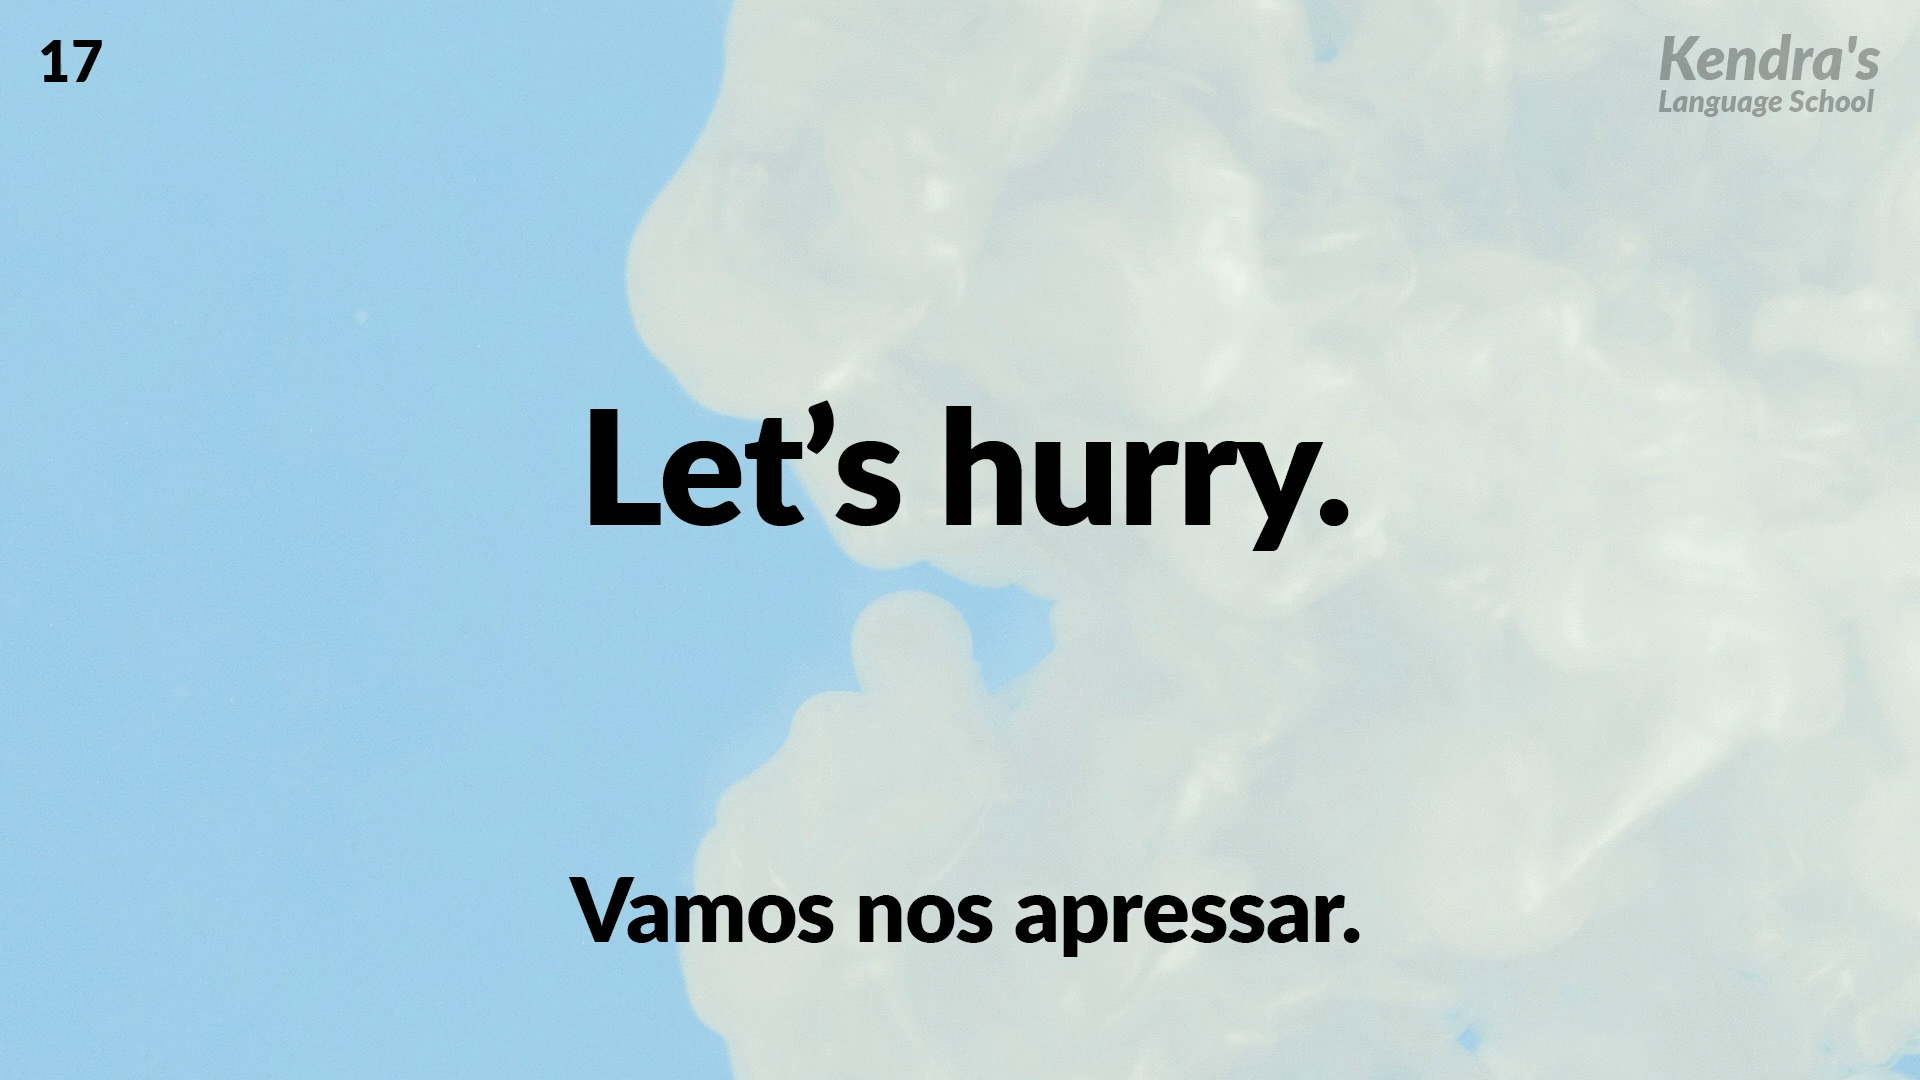 17
Kendra's
Language School
Let’s hurry.
Vamos nos apressar.